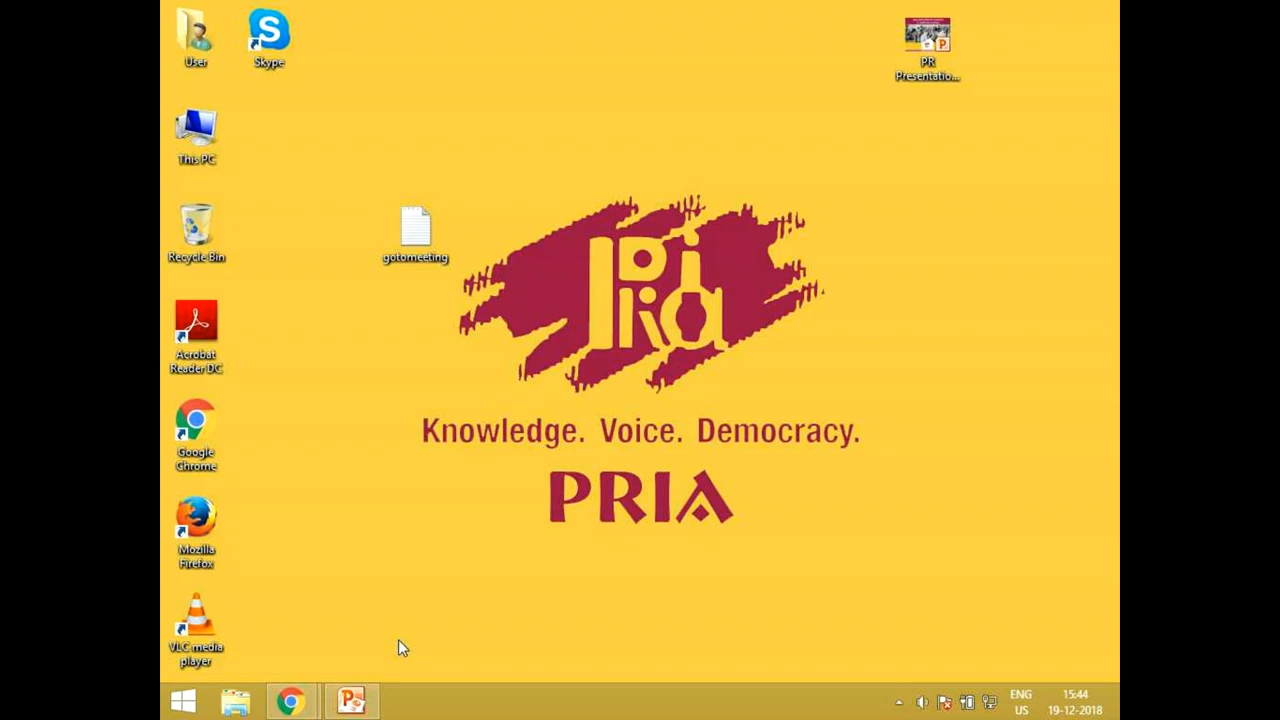 User
Skype
PR
Presentatio...
This PC
Recycle Bin
gotomeeting
Pria
Acrobat
Reader DC
Knowledge. Voice. Democracy.
Google
Chrome
PRIA
Mozilla
Firefox
VLC media
player
ENG
US
15:44
19-12-2018